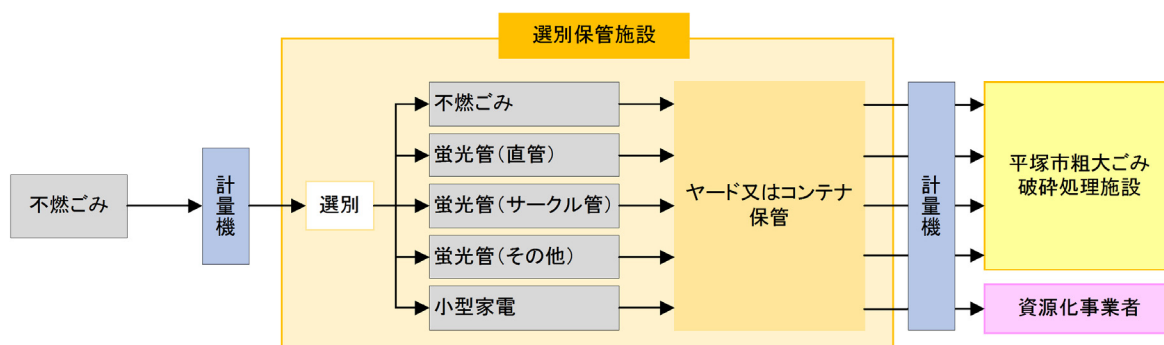 選別保管施設
不燃ごみ
計量機
選別
不燃ごみ
蛍光管（直管）
蛍光管（サークル管）
蛍光管（その他）
小型家電
ヤード又はコンテナ
保管
計量機
平塚市粗大ごみ
破砕処理施設
資源化事業者